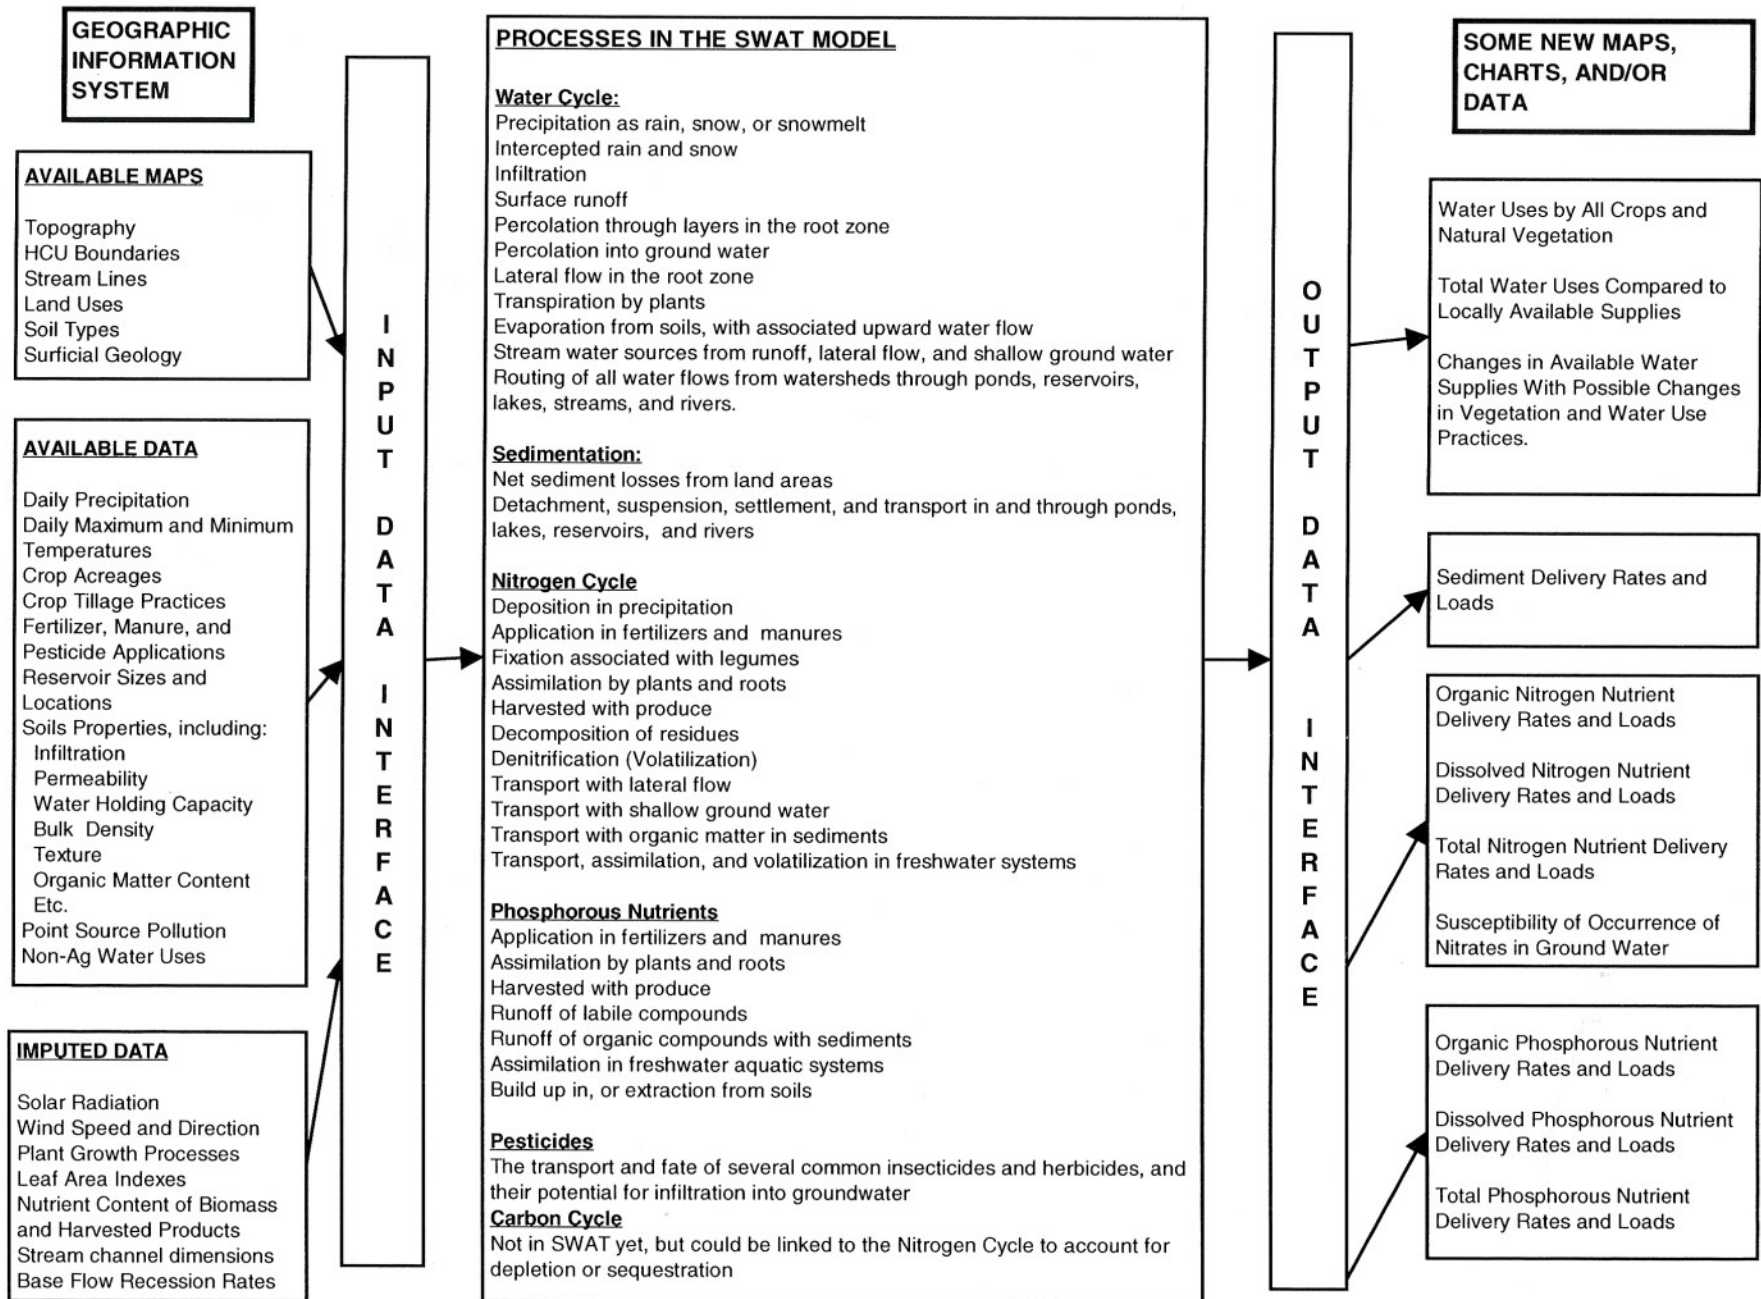 GEOGRAPHIC
INFORMATION
SYSTEM
AVAILABLE MAPS
Topography
HCU Boundaries
Stream Lines
Land Uses
Soil Types
Surficial Geology
AVAILABLE DATA
Daily Precipitation
Daily Maximum and Minimum
Temperatures
Crop Acreages
Crop Tillage Practices
Fertilizer, Manure, and
Pesticide Applications
Reservoir Sizes and
Locations
Soils Properties, including:
Infiltration
Permeability
Water Holding Capacity
Bulk Density
Texture
Organic Matter Content
Etc.
Point Source Pollution
Non-Ag Water Uses
IMPUTED DATA
Solar Radiation
Wind Speed and Direction
Plant Growth Processes
Leaf Area Indexes
Nutrient Content of Biomass
and Harvested Products
Stream channel dimensions
Base Flow Recession Rates
INPUT DATA INTERFACE
PROCESSES IN THE SWAT MODEL
Water Cycle:
Precipitation as rain, snow, or snowmelt
Intercepted rain and snow
Infiltration
Surface runoff
Percolation through layers in the root zone
Percolation into ground water
Lateral flow in the root zone
Transpiration by plants
Evaporation from soils, with associated upward water flow
Stream water sources from runoff, lateral flow, and shallow ground water
Routing of all water flows from watersheds through ponds, reservoirs,
lakes, streams, and rivers.
Sedimentation:
Net sediment losses from land areas
Detachment, suspension, settlement, and transport in and through ponds,
lakes, reservoirs, and rivers
Nitrogen Cycle
Deposition in precipitation
Application in fertilizers and manures
Fixation associated with legumes
Assimilation by plants and roots
Harvested with produce
Decomposition of residues
Denitrification (Volatilization)
Transport with lateral flow
Transport with shallow ground water
Transport with organic matter in sediments
Transport, assimilation, and volatilization in freshwater systems
Phosphorous Nutrients
Application in fertilizers and manures
Assimilation by plants and roots
Harvested with produce
Runoff of labile compounds
Runoff of organic compounds with sediments
Assimilation in freshwater aquatic systems
Build up in, or extraction from soils
Pesticides
The transport and fate of several common insecticides and herbicides, and
their potential for infiltration into groundwater
Carbon Cycle
Not in SWAT yet, but could be linked to the Nitrogen Cycle to account for
depletion or sequestration
OUTPUT DATA INTERFACE
SOME NEW MAPS,
CHARTS, AND/OR
DATA
Water Uses by All Crops and
Natural Vegetation
Total Water Uses Compared to
Locally Available Supplies
Changes in Available Water
Supplies With Possible Changes
in Vegetation and Water Use
Practices.
Sediment Delivery Rates and
Loads
Organic Nitrogen Nutrient
Delivery Rates and Loads
Dissolved Nitrogen Nutrient
Delivery Rates and Loads
Total Nitrogen Nutrient Delivery
Rates and Loads
Susceptibility of Occurrence of
Nitrates in Ground Water
Organic Phosphorous Nutrient
Delivery Rates and Loads
Dissolved Phosphorous Nutrient
Delivery Rates and Loads
Total Phosphorous Nutrient
Delivery Rates and Loads